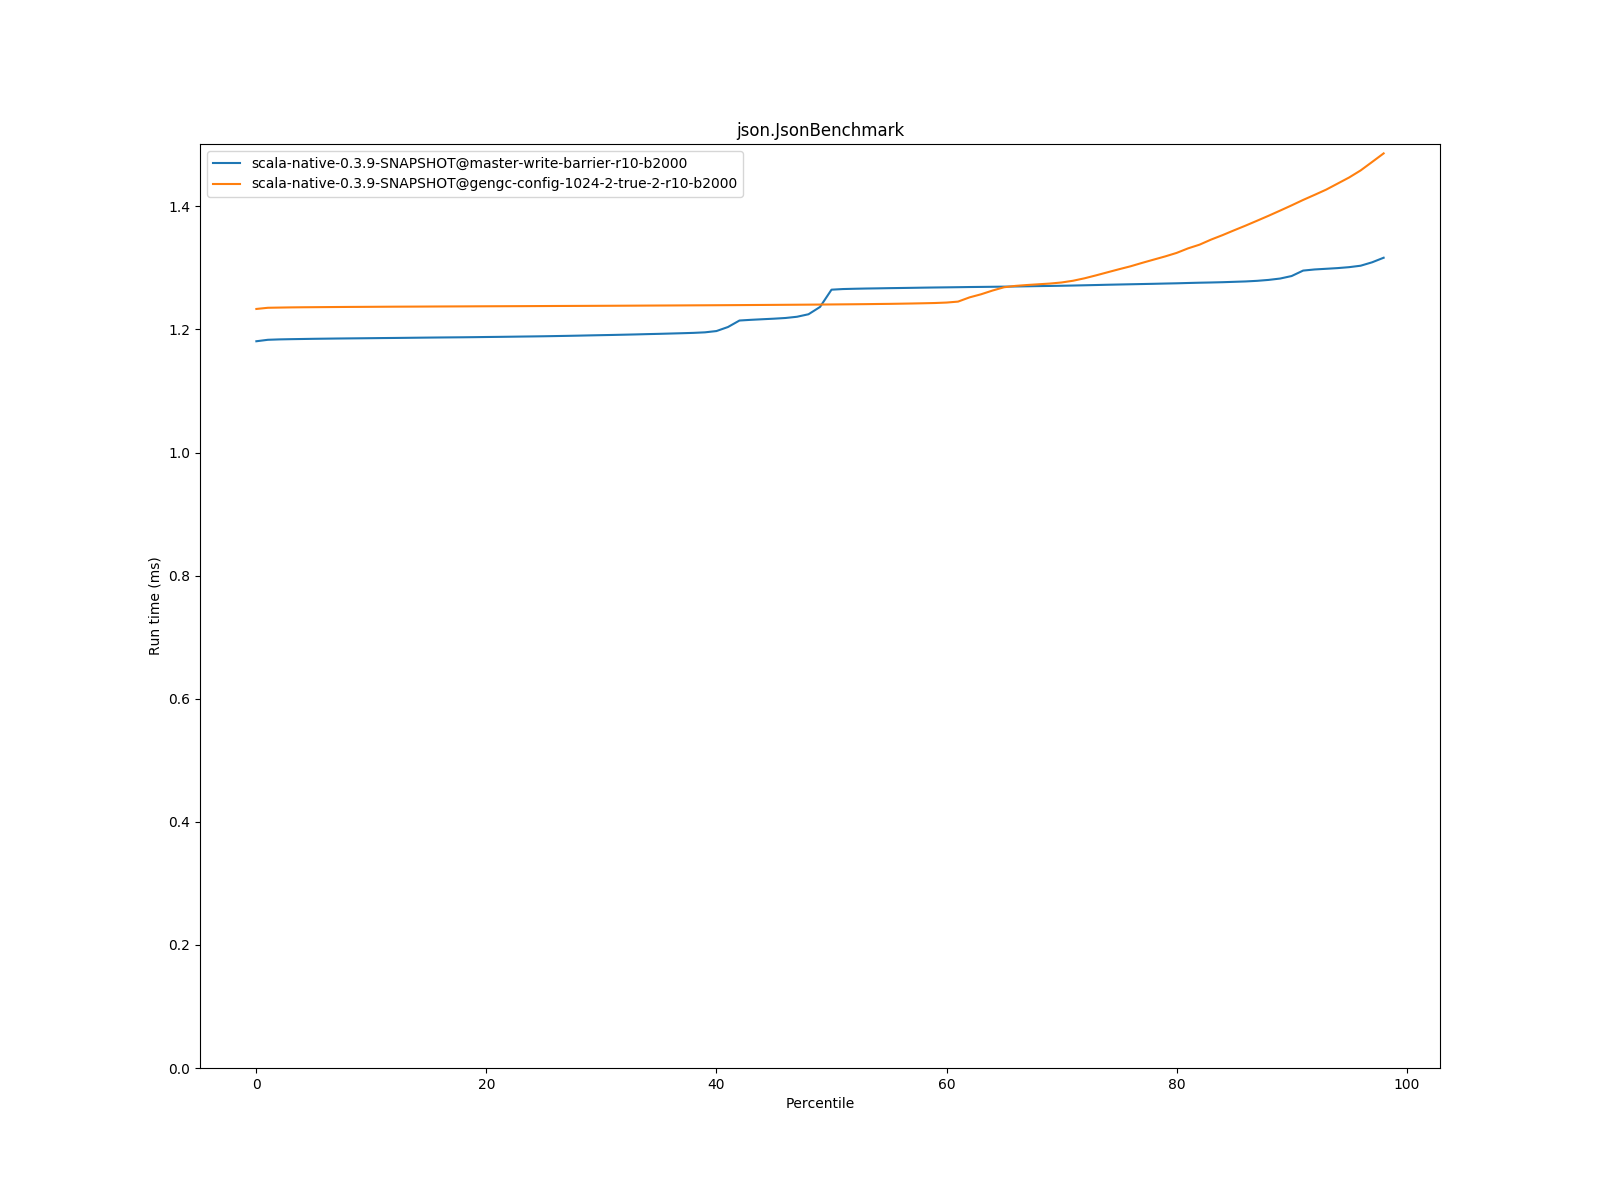 json.JsonBenchmark
scala-native-0.3.9-SNAPSHOT@master-write-barrier-r10-b2000
scala-native-0.3.9-SNAPSHOT@gengc-config-1024-2-true-2-r10-b2000
1.4
1.2
1.0
0.8
0.6
0.4
0.2
0.0
Run time (ms)
0 20 40 60 80 100
Percentile